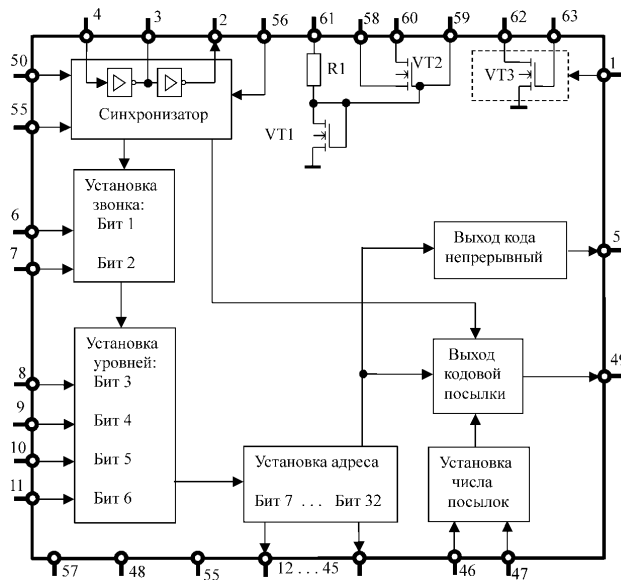 4 3 2 56 61 58 60 59 62 63
50
R1
VT2
VT3
1
Синхронизатор
55
VT1
Установка
звонка:
Бит 1
6
Бит 2
7
Выход кода
непрерывный
5
Установка
уровней:
Бит 3
8
Бит 4
9
Бит 5
10
Бит 6
11
Выход
кодовой
посылки
49
Установка адреса
Бит 7 . . . Бит 32
Установка
числа
посылок
57 48 55 12 . . . 45 46 47